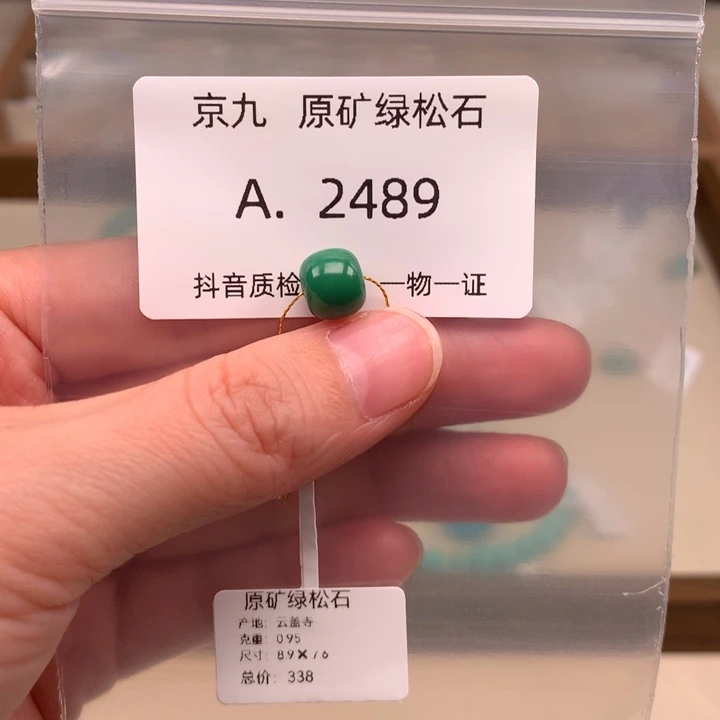 京九 原矿绿松石
A. 2489
抖音质检 一物一证
原矿绿松石
产地: 云盖寺
克重: 0.95
尺寸: 8.9×7.6
总价: 338